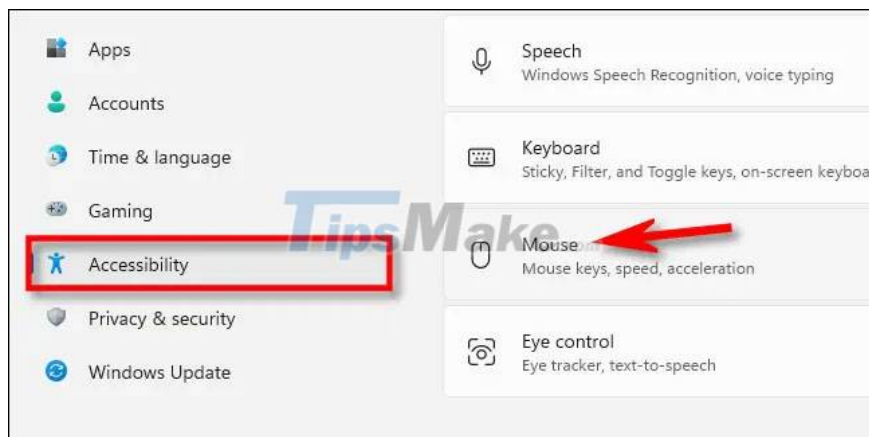 Apps
Accounts
Time & language
Gaming
Accessibility
Privacy & security
Windows Update
Speech
Windows Speech Recognition, voice typing
Keyboard
Sticky, Filter, and Toggle keys, on-screen keyboa
Mouse
Mouse keys, speed, acceleration
Eye control
Eye tracker, text-to-speech
TipsMake
.com